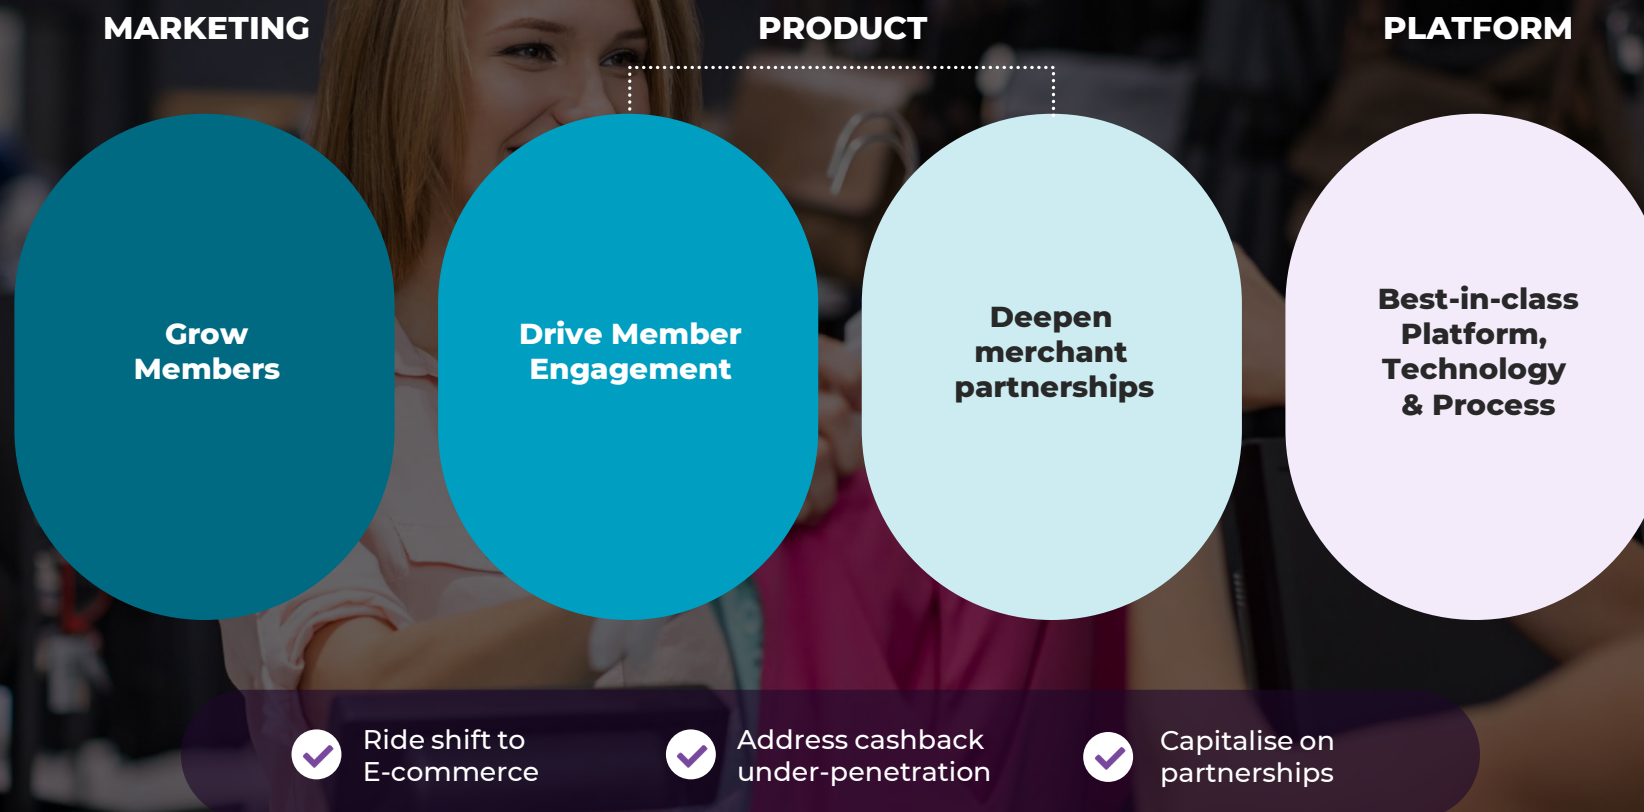 MARKETING
PRODUCT
PLATFORM
Grow
Members
Drive Member
Engagement
Deepen
merchant
partnerships
Best-in-class
Platform,
Technology
& Process
Ride shift to
E-commerce
Address cashback
under-penetration
Capitalise on
partnerships